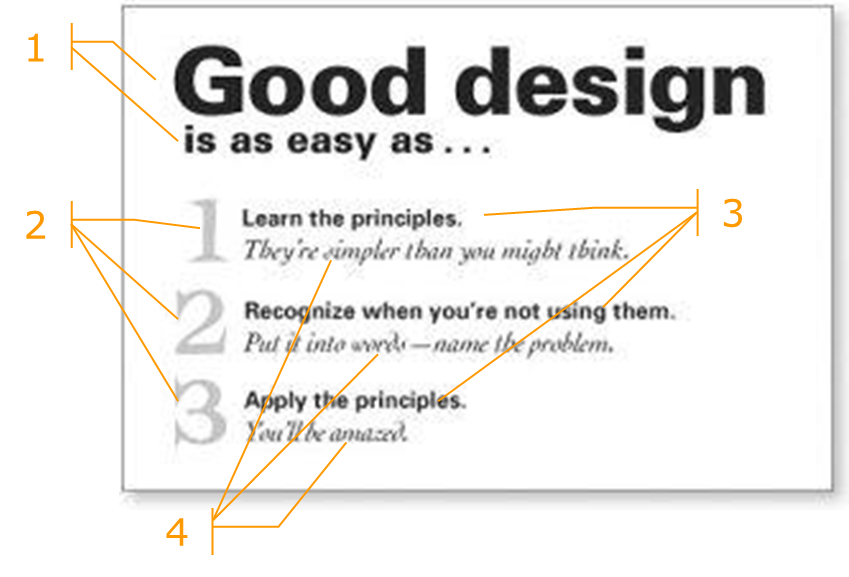 1
Good design
is as easy as . . .
2
1 Learn the principles.
3
They're simpler than you might think.
2 Recognize when you're not using them.
Put it into words—name the problem.
3 Apply the principles.
You'll be amazed.
4